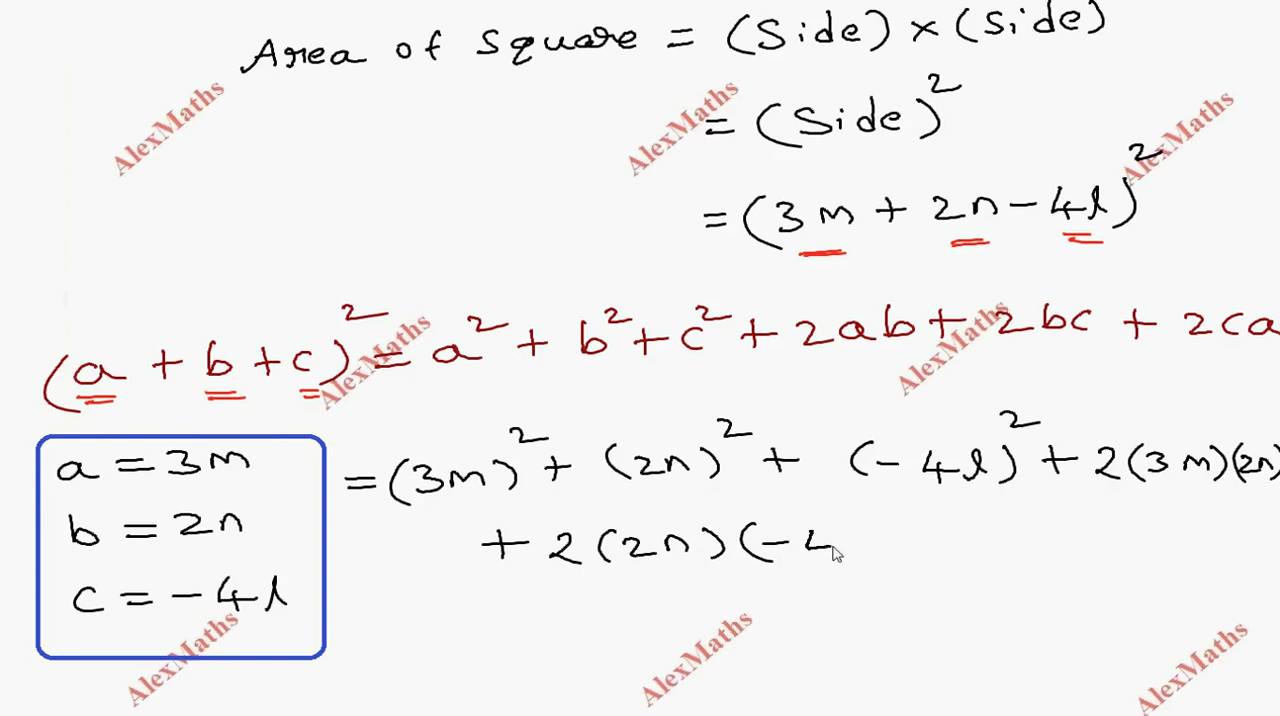 Area of Square = (Side) × (Side)
= (Side)²
= (3m + 2n - 4l)²
(a + b + c)² = a² + b² + c² + 2ab + 2bc + 2ca
a = 3m
b = 2n
c = -4l
= (3m)² + (2n)² + (-4l)² + 2(3m)(2n)
+ 2(2n)(-4
AlexMaths
AlexMaths
AlexMaths
AlexMaths
AlexMaths
AlexMaths
AlexMaths
AlexMaths